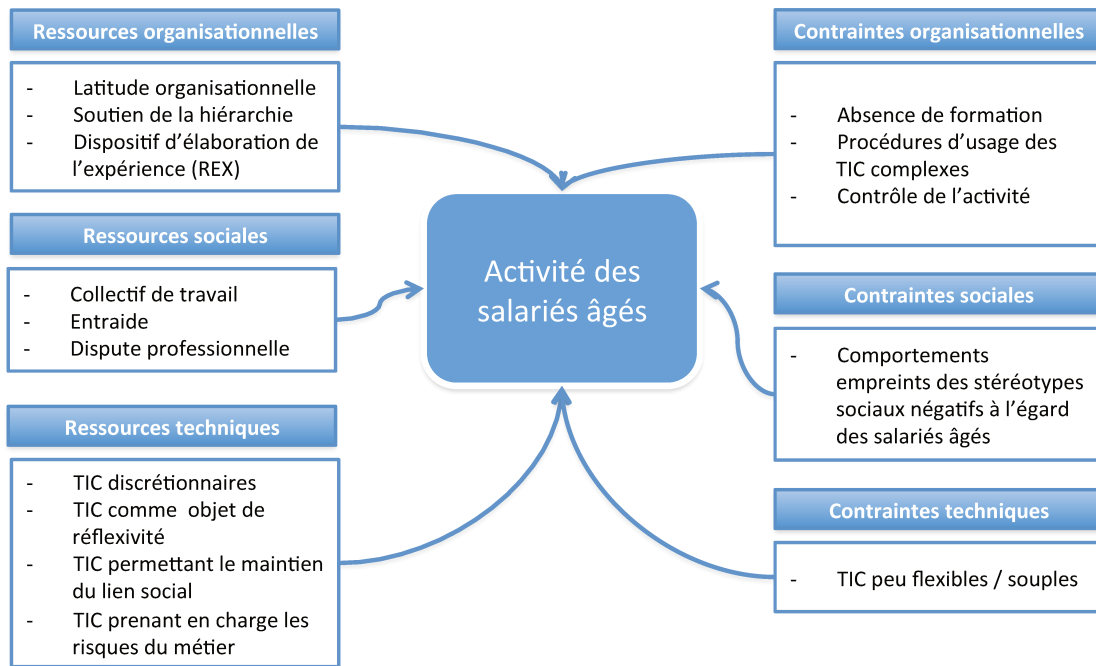 Ressources organisationnelles
- Latitude organisationnelle
- Soutien de la hiérarchie
- Dispositif d'élaboration de
l'expérience (REX)
Ressources sociales
- Collectif de travail
- Entraide
- Dispute professionnelle
Ressources techniques
- TIC discrétionnaires
- TIC comme objet de
réflexivité
- TIC permettant le maintien
du lien social
- TIC prenant en charge les
risques du métier
Activité des
salariés âgés
Contraintes organisationnelles
- Absence de formation
- Procédures d'usage des
TIC complexes
- Contrôle de l'activité
Contraintes sociales
- Comportements
empreints des stéréotypes
sociaux négatifs à l'égard
des salariés âgés
Contraintes techniques
- TIC peu flexibles / souples